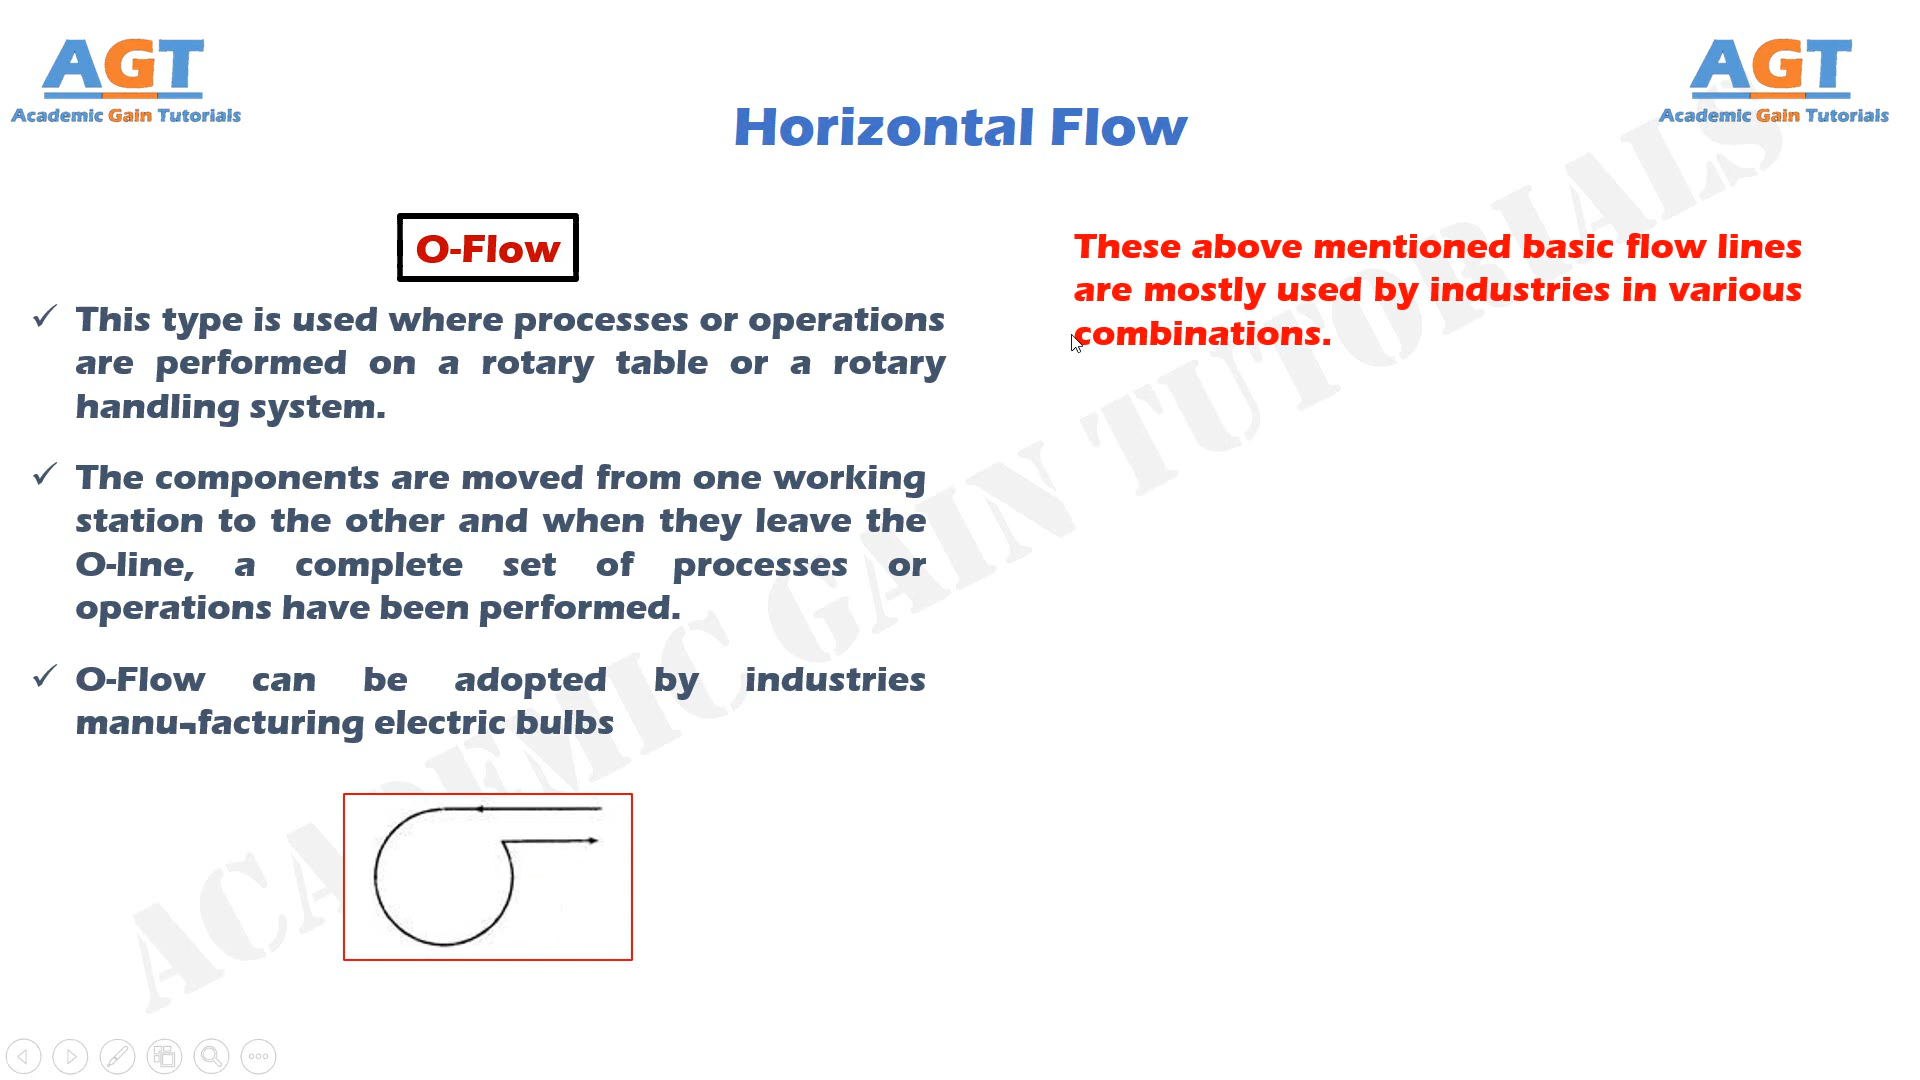 AGT
Academic Gain Tutorials
AGT
Academic Gain Tutorials
Horizontal Flow
O-Flow
✓ This type is used where processes or operations
are performed on a rotary table or a rotary
handling system.
✓ The components are moved from one working
station to the other and when they leave the
O-line, a complete set of processes or
operations have been performed.
✓ O-Flow can be adopted by industries
manu¬facturing electric bulbs
These above mentioned basic flow lines
are mostly used by industries in various
combinations.
ACADEMIC GAIN TUTORIALS